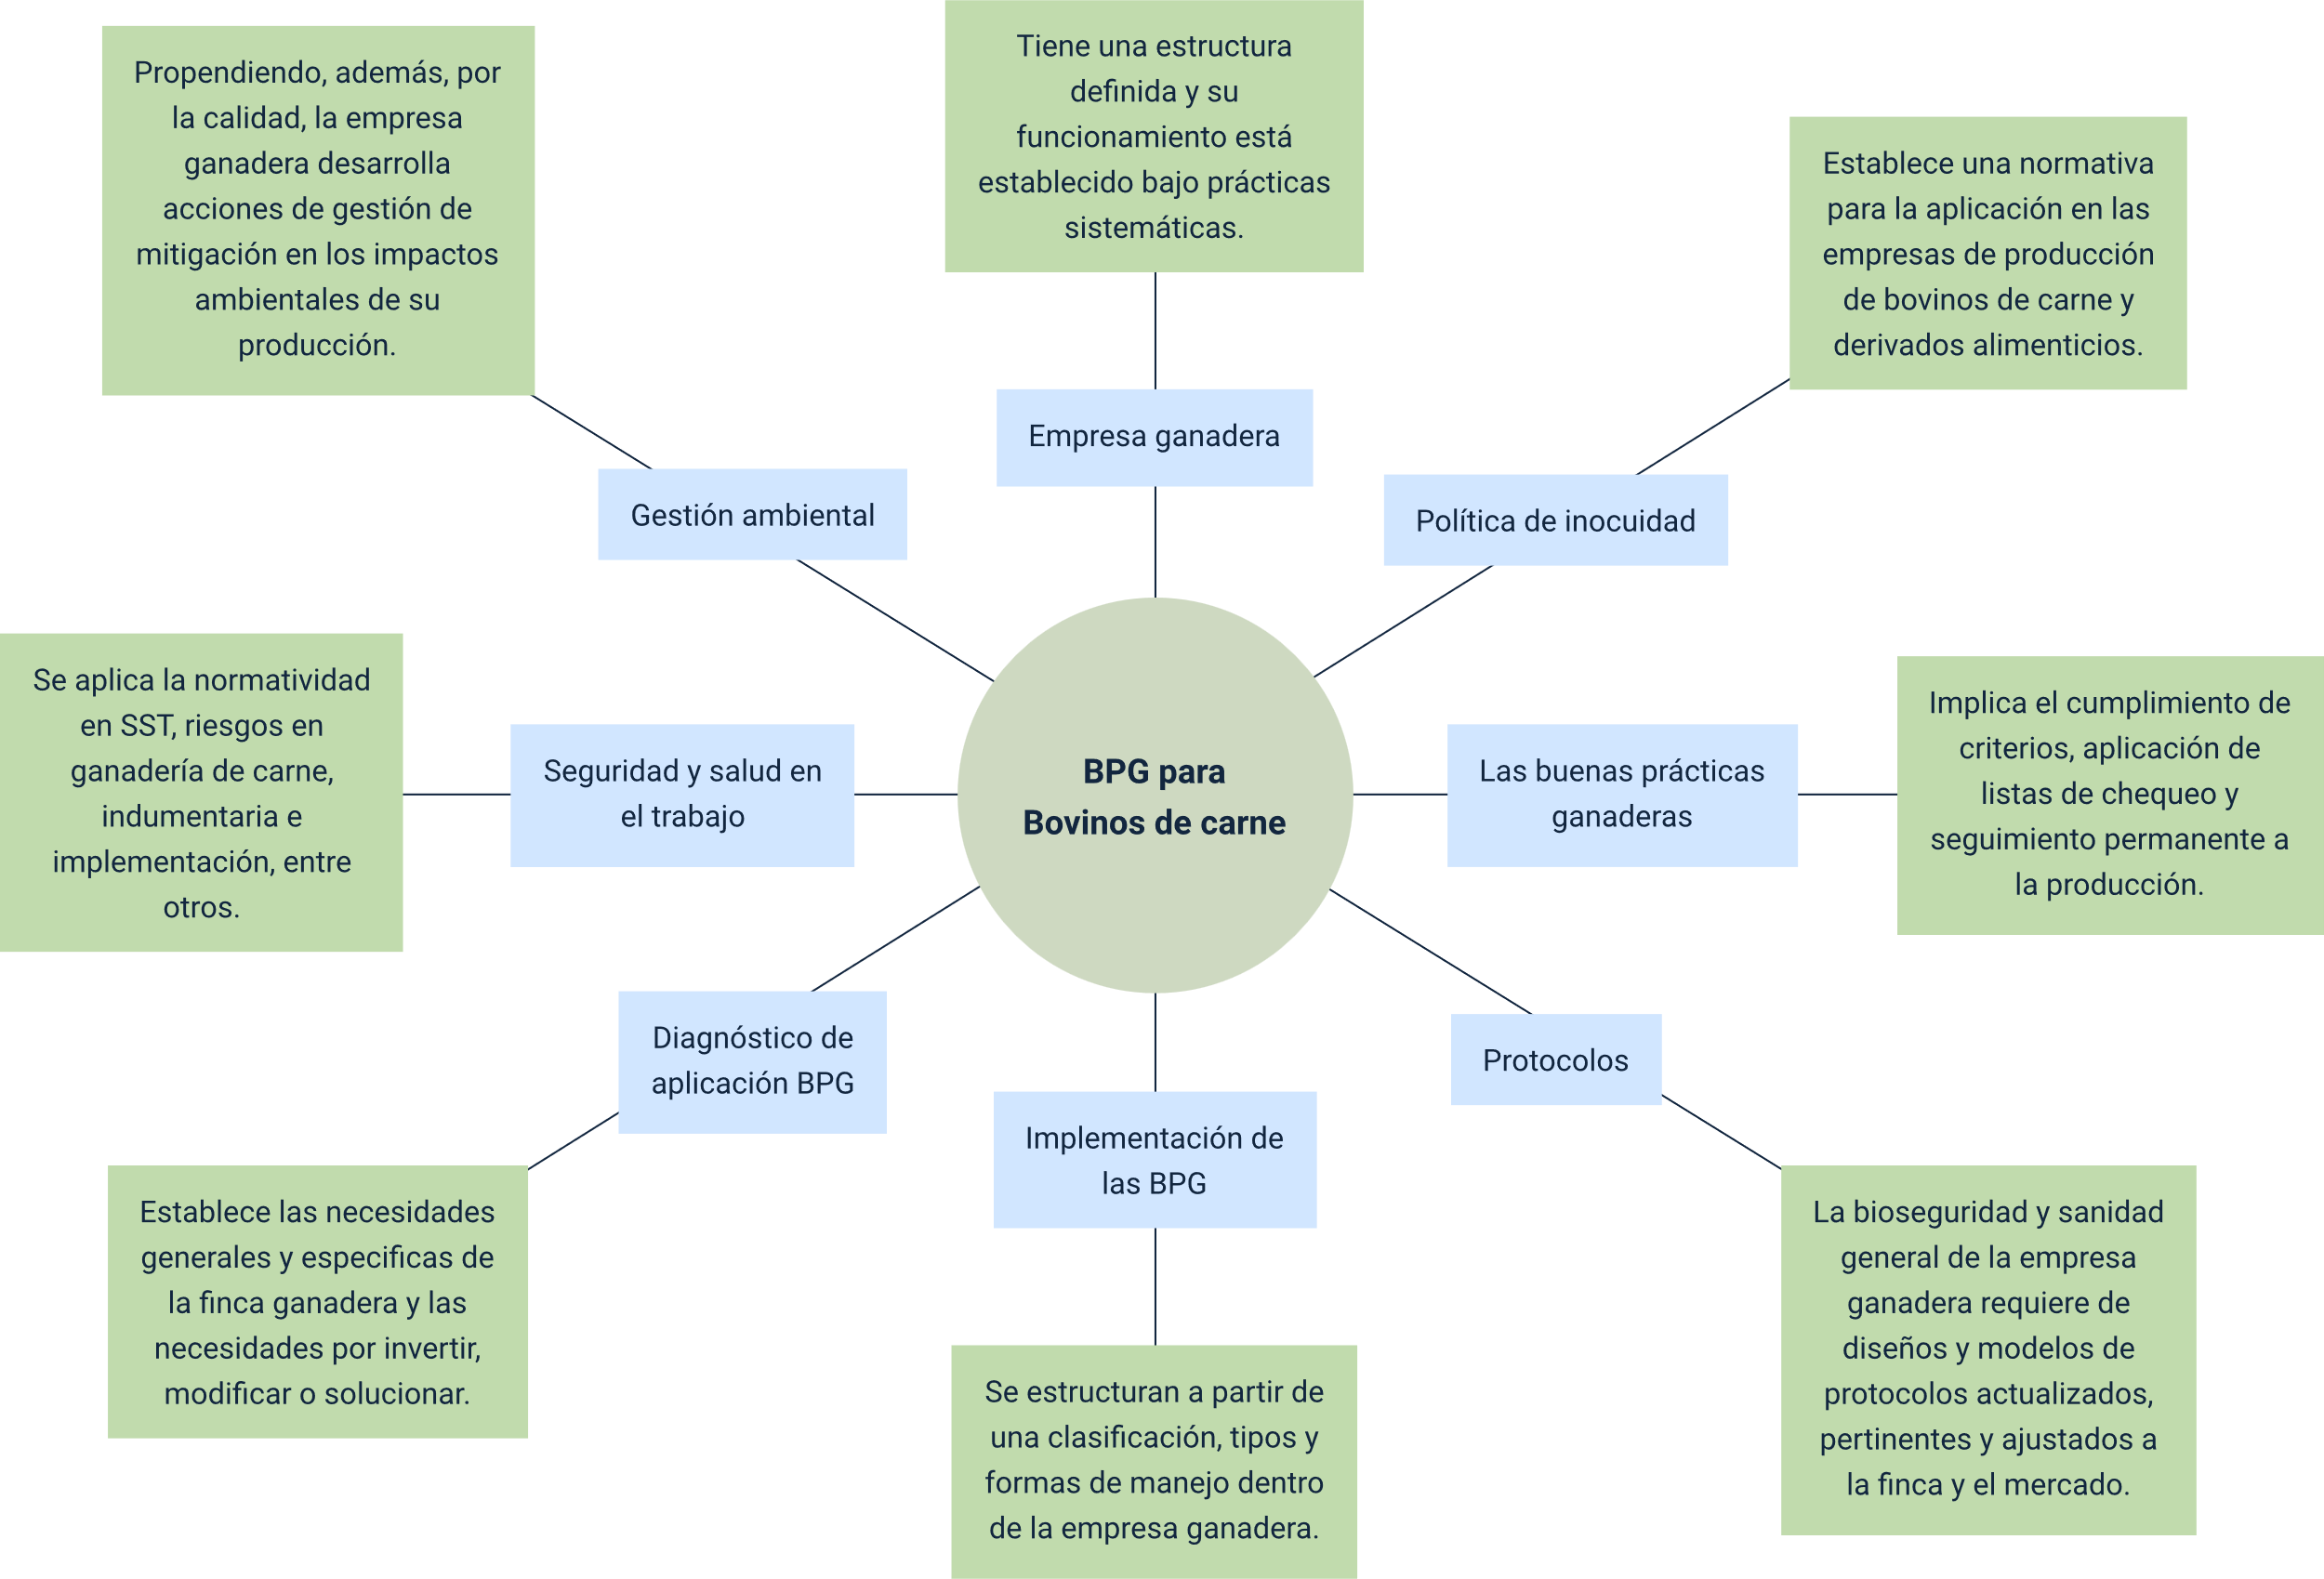 Propendiendo, además, por
la calidad, la empresa
ganadera desarrolla
acciones de gestión de
mitigación en los impactos
ambientales de su
producción.
Tiene una estructura
definida y su
funcionamiento está
establecido bajo prácticas
sistemáticas.
Establece una normativa
para la aplicación en las
empresas de producción
de bovinos de carne y
derivados alimenticios.
Empresa ganadera
Gestión ambiental
Política de inocuidad
Se aplica la normatividad
en SST, riesgos en
ganadería de carne,
indumentaria e
implementación, entre
otros.
Seguridad y salud en
el trabajo
BPG para
Bovinos de carne
Las buenas prácticas
ganaderas
Implica el cumplimiento de
criterios, aplicación de
listas de chequeo y
seguimiento permanente a
la producción.
Diagnóstico de
aplicación BPG
Implementación de
las BPG
Protocolos
Establece las necesidades
generales y especificas de
la finca ganadera y las
necesidades por invertir,
modificar o solucionar.
Se estructuran a partir de
una clasificación, tipos y
formas de manejo dentro
de la empresa ganadera.
La bioseguridad y sanidad
general de la empresa
ganadera requiere de
diseños y modelos de
protocolos actualizados,
pertinentes y ajustados a
la finca y el mercado.